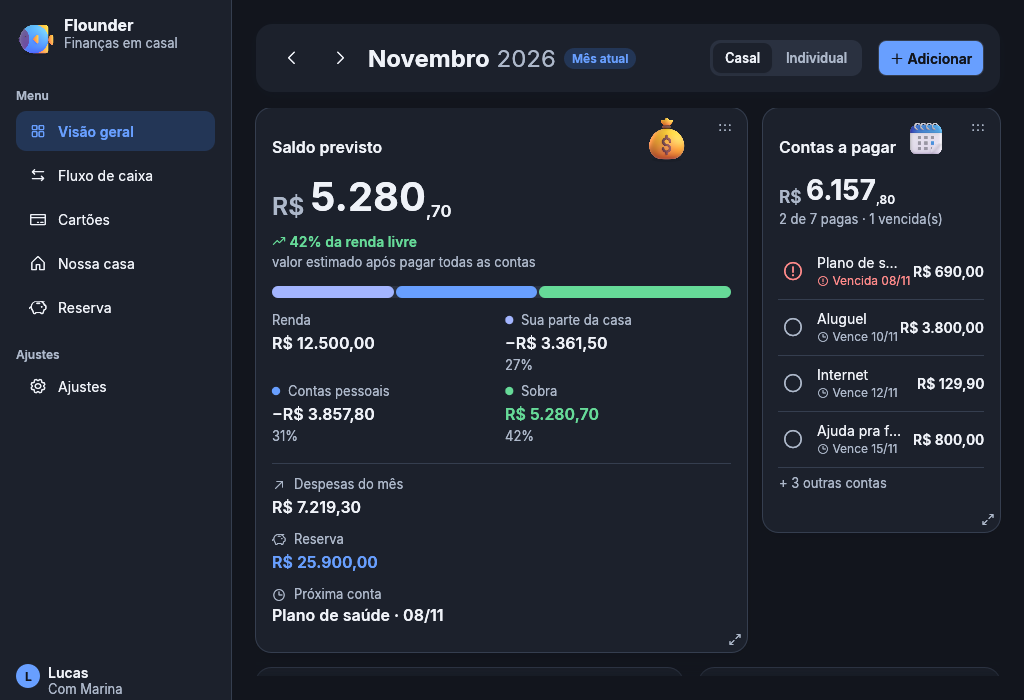 Flounder
Finanças em casal
Menu
Visão geral
Fluxo de caixa
Cartões
Nossa casa
Reserva
Ajustes
Ajustes
L
Lucas
Com Marina
Novembro 2026
Mês atual
Casal
Individual
+ Adicionar
Saldo previsto
R$ 5.280,70
42% da renda livre
valor estimado após pagar todas as contas
Renda
R$ 12.500,00
Sua parte da casa
−R$ 3.361,50
27%
Contas pessoais
−R$ 3.857,80
31%
Sobra
R$ 5.280,70
42%
Despesas do mês
R$ 7.219,30
Reserva
R$ 25.900,00
Próxima conta
Plano de saúde · 08/11
Contas a pagar
R$ 6.157,80
2 de 7 pagas · 1 vencida(s)
Plano de s...
Vencida 08/11
R$ 690,00
Aluguel
Vence 10/11
R$ 3.800,00
Internet
Vence 12/11
R$ 129,90
Ajuda pra f...
Vence 15/11
R$ 800,00
+ 3 outras contas